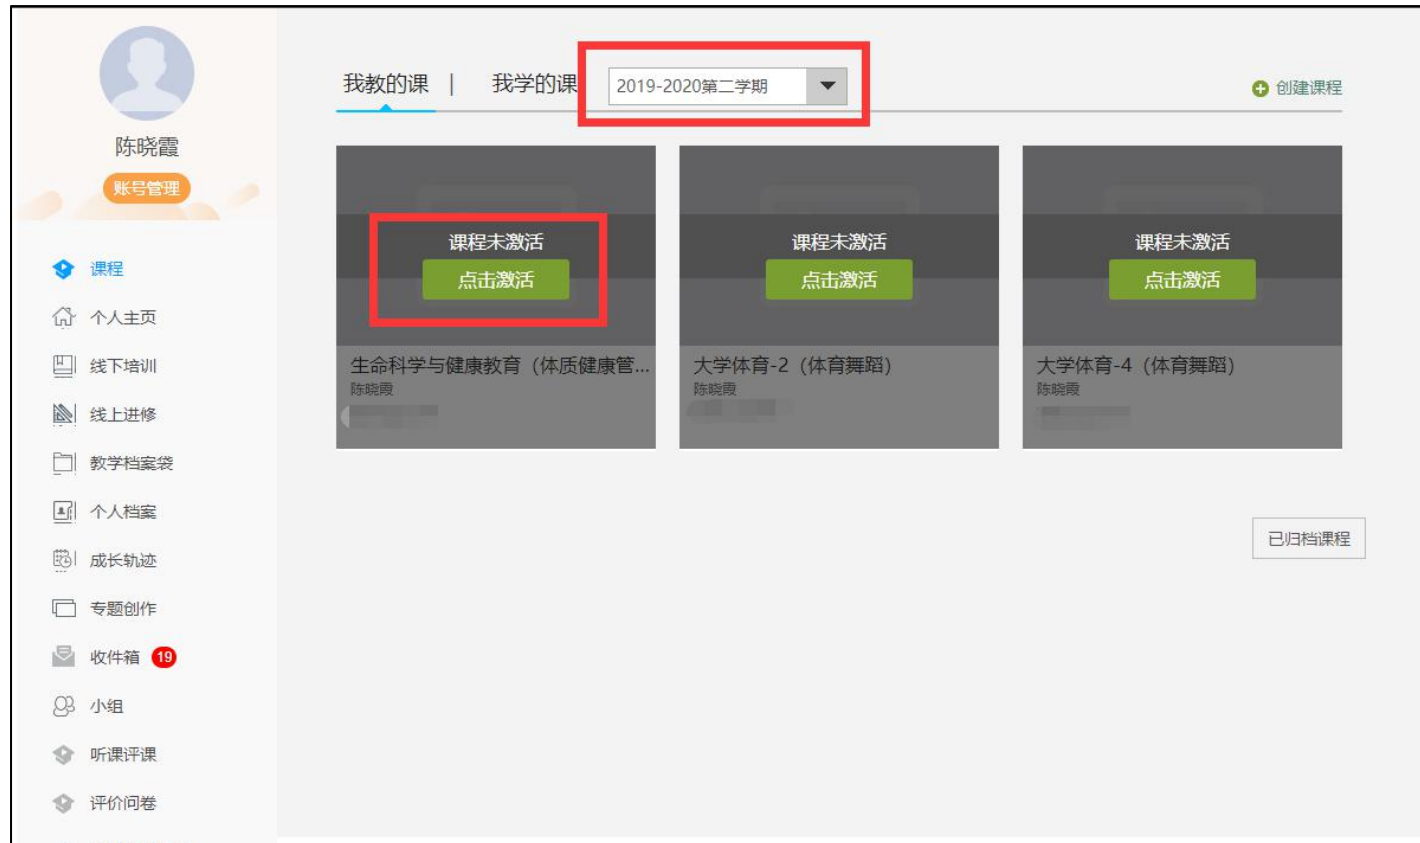 陈晓霞
账号管理
课程
个人主页
线下培训
线上进修
教学档案袋
个人档案
成长轨迹
专题创作
收件箱 19
小组
听课评课
评价问卷
我教的课 | 我学的课 2019-2020第二学期 创建课程
课程未激活
点击激活
生命科学与健康教育（体质健康管...
陈晓霞
课程未激活
点击激活
大学体育-2（体育舞蹈）
陈晓霞
课程未激活
点击激活
大学体育-4（体育舞蹈）
陈晓霞
已归档课程